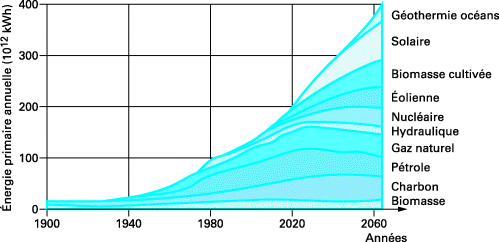 Énergie primaire annuelle (10¹² kWh)
400
300
200
100
0
1900
1940
1980
2020
2060
Années
Géothermie océans
Solaire
Biomasse cultivée
Éolienne
Nucléaire
Hydraulique
Gaz naturel
Pétrole
Charbon
Biomasse